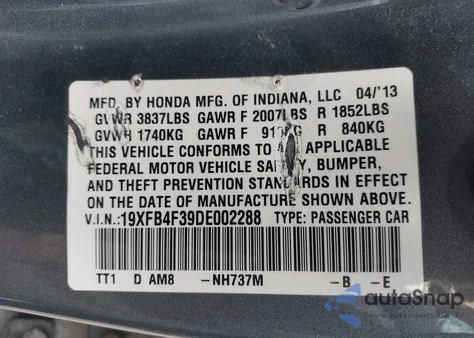 MFD. BY HONDA MFG. OF INDIANA, LLC 04/'13
GVWR 3837LBS GAWR F 2007LBS R 1852LBS
GVWR 1740KG GAWR F R 840KG
THIS VEHICLE CONFORMS TO APPLICABLE
FEDERAL MOTOR VEHICLE SAFETY, BUMPER,
AND THEFT PREVENTION STANDARDS IN EFFECT
ON THE DATE OF MANUFACTURE SHOWN ABOVE.
V.I.N.: 19XFB4F39DE002288 TYPE: PASSENGER CAR
TT1 D AM8 -NH737M -B -E
autoSnap